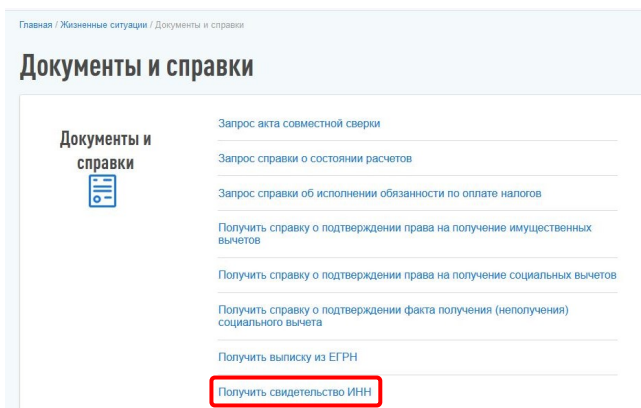 Главная / Жизненные ситуации / Документы и справки
Документы и справки
Документы и
справки
Запрос акта совместной сверки
Запрос справки о состоянии расчетов
Запрос справки об исполнении обязанности по оплате налогов
Получить справку о подтверждении права на получение имущественных
вычетов
Получить справку о подтверждении права на получение социальных вычетов
Получить справку о подтверждении факта получения (неполучения)
социального вычета
Получить выписку из ЕГРН
Получить свидетельство ИНН